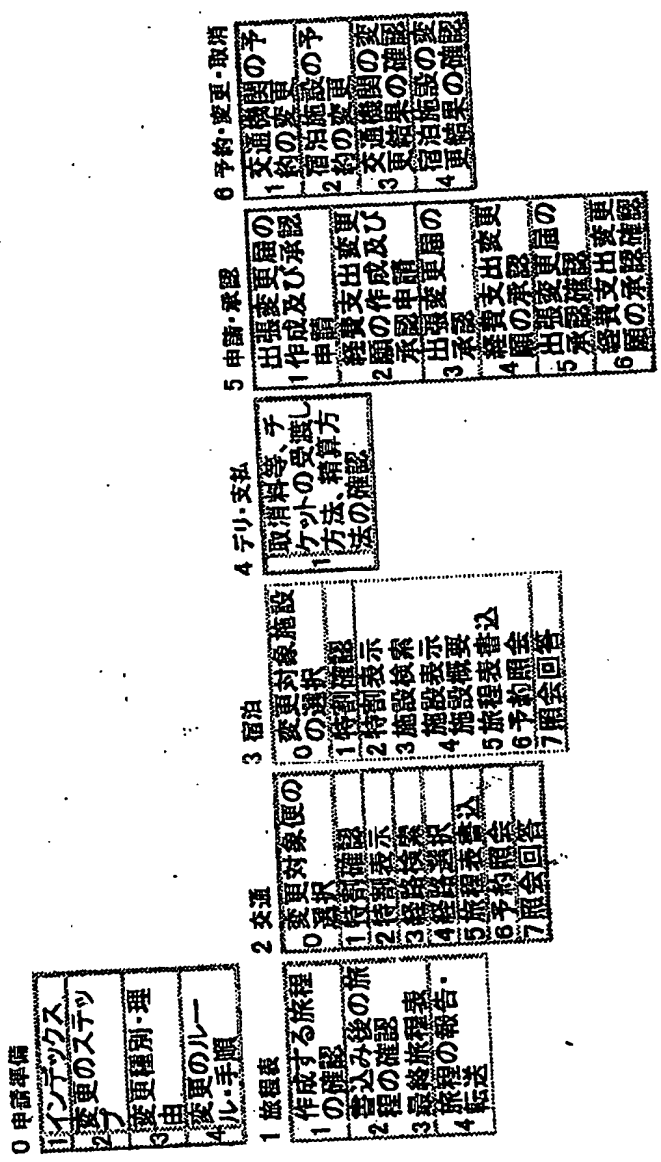 0 申請準備
1 インデックス
変更のステッ
2 プ
変更種別・理
3 由
変更のルー
4 ル・手順
1 旅程表
作成する旅程
1 の確認
書込み後の旅
2 程の確認
3 最終旅程表
旅程の報告・
4 転送
2 交通
変更対象便の
0 選択
1 特割確認
2 特割表示
3 経路検索
4 経路選択
5 旅程表書込
6 予約照会
7 照会回答
3 宿泊
変更対象施設
0 の選択
1 特割確認
2 特割表示
3 施設検索
施設表示
4 施設概要
5 旅程表書込
6 予約照会
7 照会回答
4 デリ・支払
取消料等、チ
ケットの受渡し
1 方法、精算方
法の確認
5 申請・承認
出張変更届の
1 作成及び承認
申請
経費支出変更
2 願の作成及び
承認申請
出張変更届の
3 承認
経費支出変更
4 願の承認
出張変更届の
5 承認確認
経費支出変更
6 願の承認確認
6 予約・変更・取消
交通機関の予
1 約の変更
宿泊施設の予
2 約の変更
交通機関の変
3 更結果の確認
宿泊施設の変
4 更結果の確認